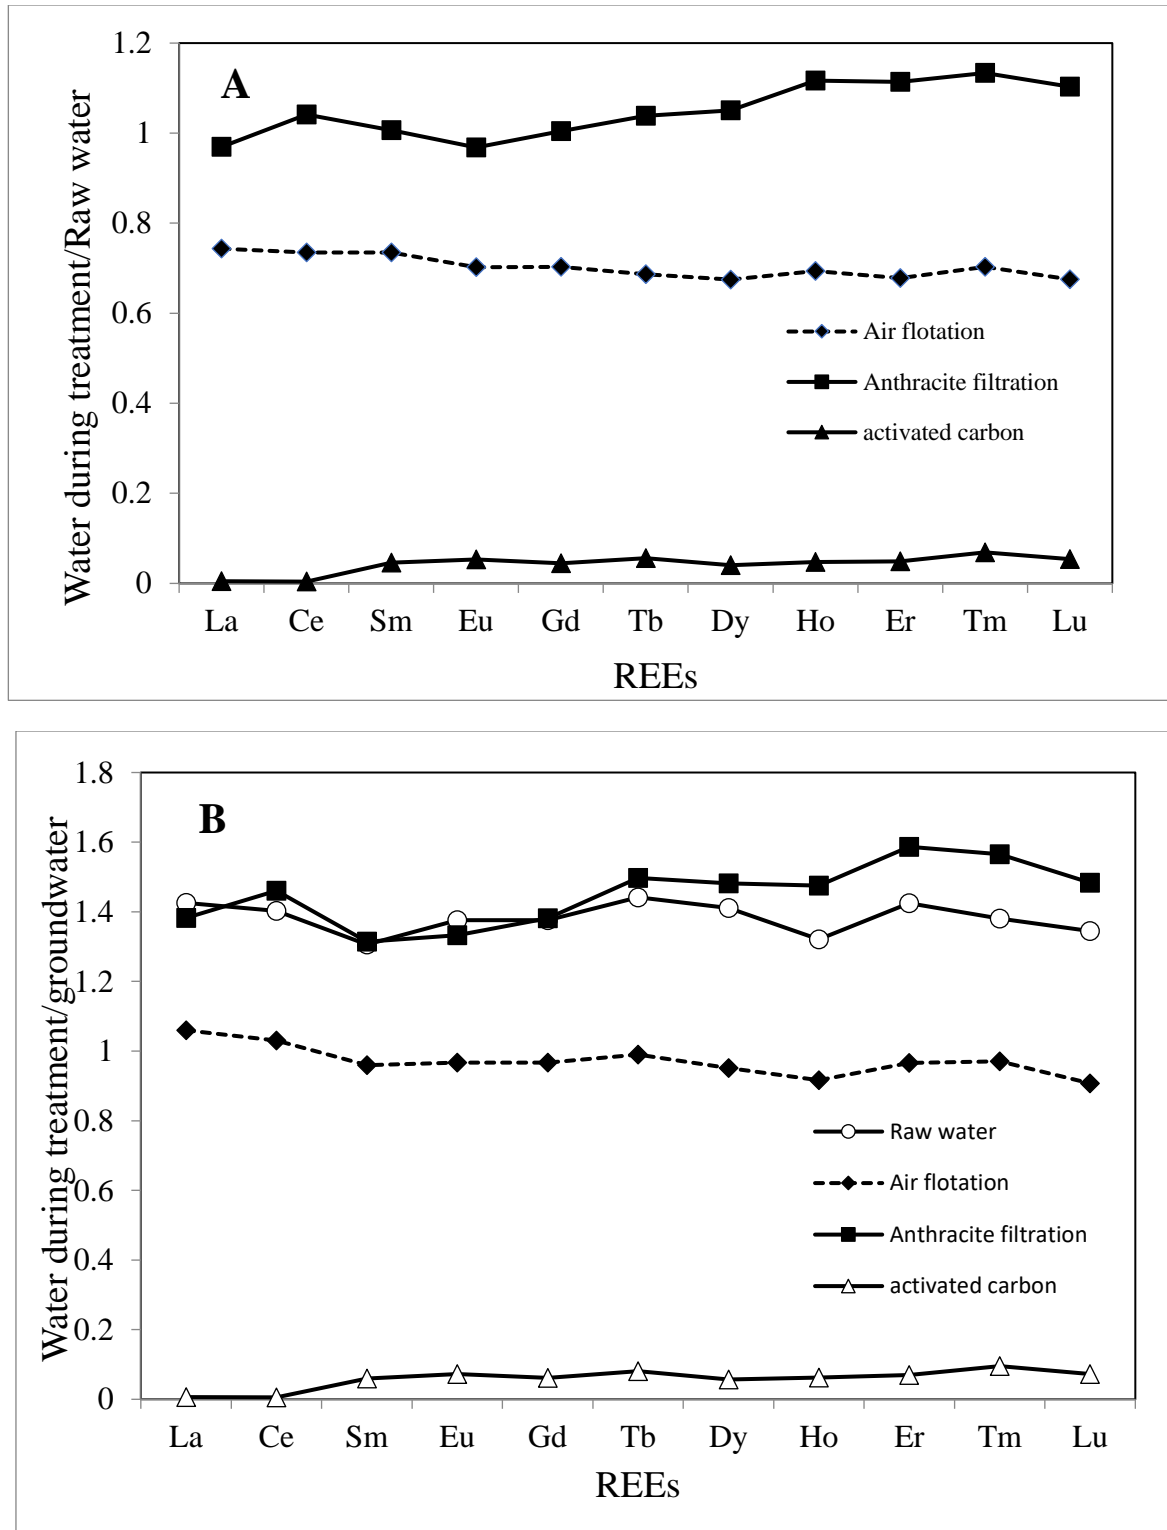 A
Water during treatment/Raw water
1.2
1
0.8
0.6
0.4
0.2
0
Air flotation
Anthracite filtration
activated carbon
La Ce Sm Eu Gd Tb Dy Ho Er Tm Lu
REEs
B
Water during treatment/groundwater
1.8
1.6
1.4
1.2
1
0.8
0.6
0.4
0.2
0
Raw water
Air flotation
Anthracite filtration
activated carbon
La Ce Sm Eu Gd Tb Dy Ho Er Tm Lu
REEs